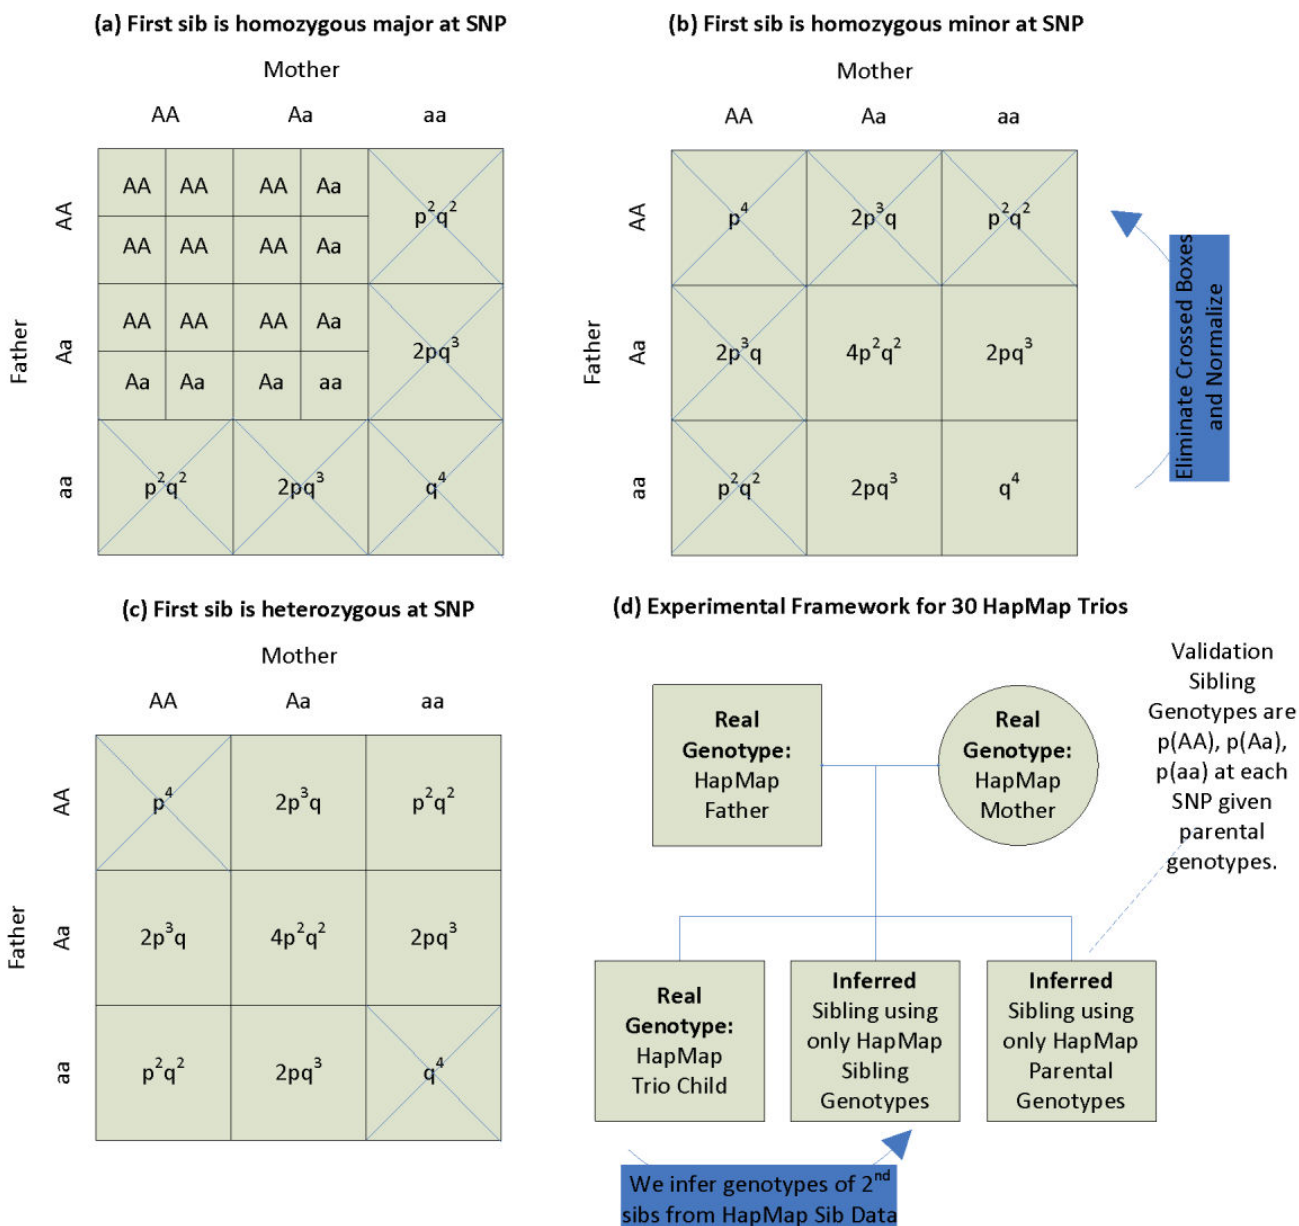 (a) First sib is homozygous major at SNP
Mother
AA Aa aa
Father
AA
Aa
aa
AA AA AA Aa
AA AA AA Aa
p²q²
AA AA AA Aa
Aa Aa Aa aa
2pq³
p²q² 2pq³ q⁴
(b) First sib is homozygous minor at SNP
Mother
AA Aa aa
Father
AA
Aa
aa
p⁴ 2p³q p²q²
2p³q 4p²q² 2pq³
p²q² 2pq³ q⁴
Eliminate Crossed Boxes
and Normalize
(c) First sib is heterozygous at SNP
Mother
AA Aa aa
Father
AA
Aa
aa
p⁴ 2p³q p²q²
2p³q 4p²q² 2pq³
p²q² 2pq³ q⁴
(d) Experimental Framework for 30 HapMap Trios
Real
Genotype:
HapMap
Father
Real
Genotype:
HapMap
Mother
Validation
Sibling
Genotypes are
p(AA), p(Aa),
p(aa) at each
SNP given
parental
genotypes.
Real
Genotype:
HapMap
Trio Child
Inferred
Sibling using
only HapMap
Sibling
Genotypes
Inferred
Sibling using
only HapMap
Parental
Genotypes
We infer genotypes of 2ⁿᵈ
sibs from HapMap Sib Data